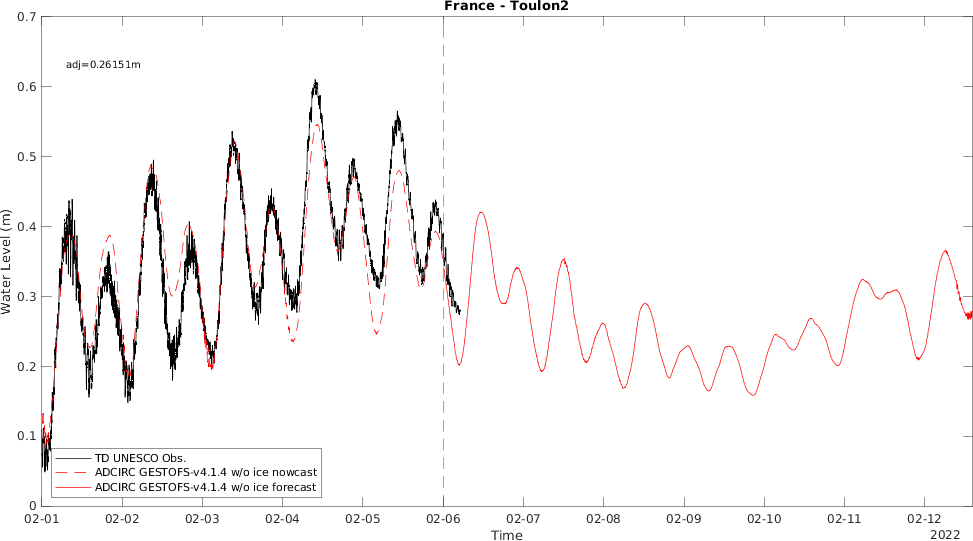 France - Toulon2
adj=0.26151m
Water Level (m)
0.7
0.6
0.5
0.4
0.3
0.2
0.1
0
TD UNESCO Obs.
ADCIRC GESTOFS-v4.1.4 w/o ice nowcast
ADCIRC GESTOFS-v4.1.4 w/o ice forecast
02-01 02-02 02-03 02-04 02-05 02-06 02-07 02-08 02-09 02-10 02-11 02-12
Time
2022